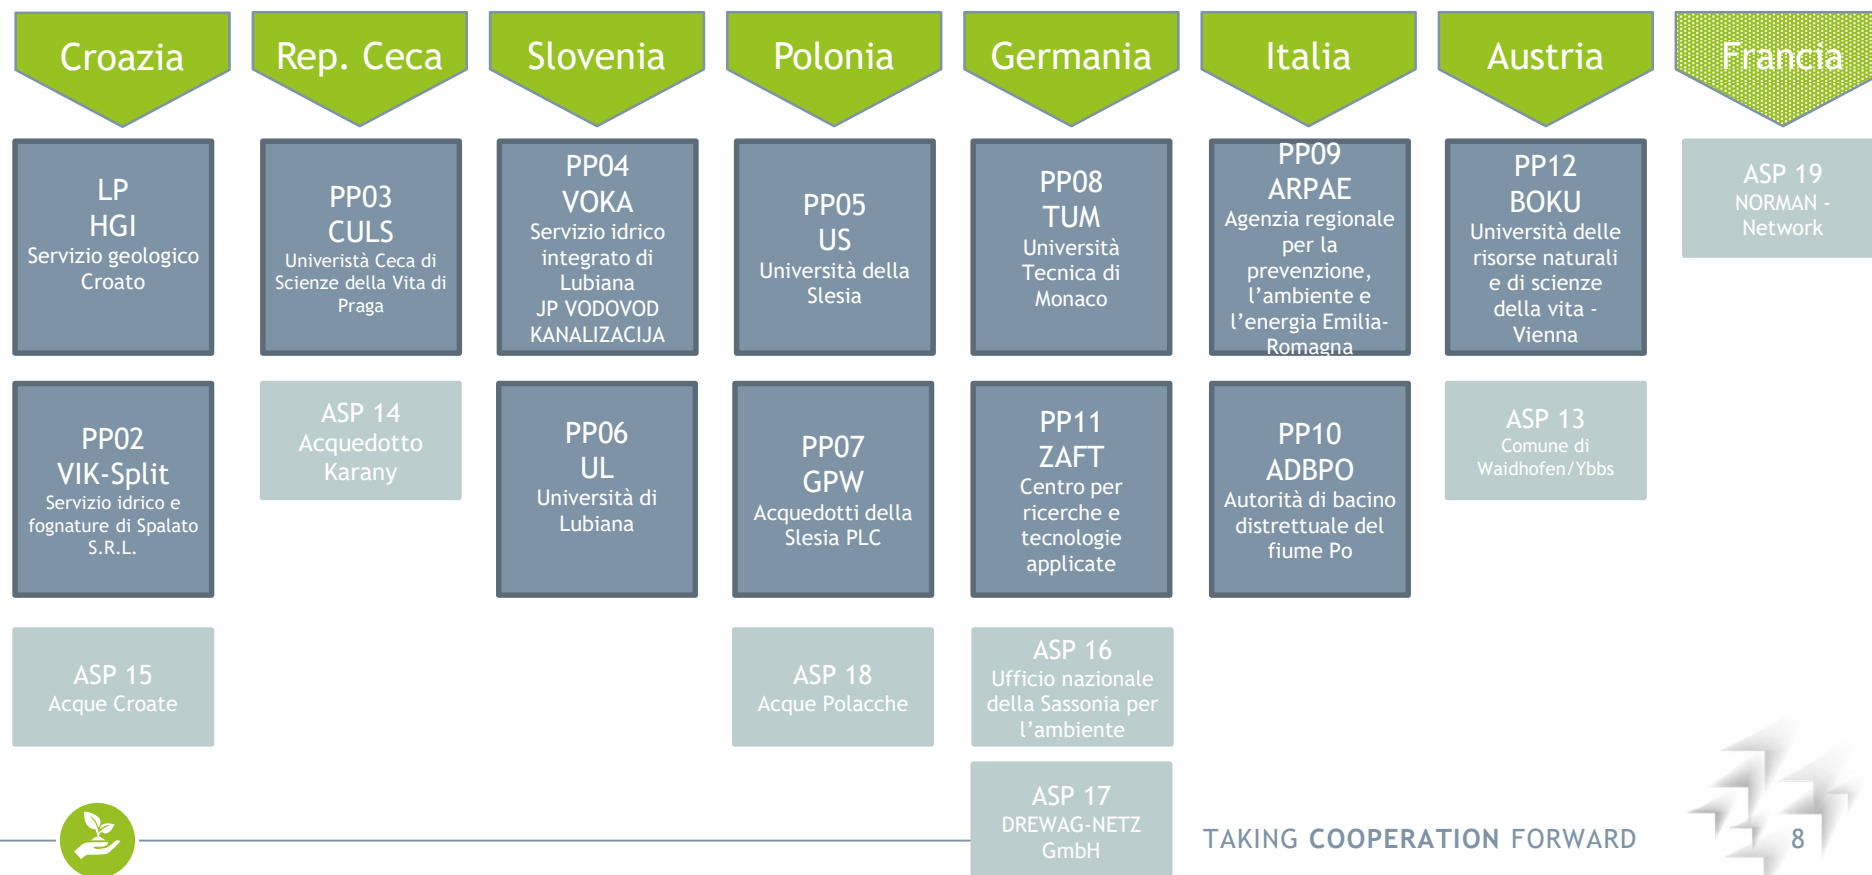 Croazia
Rep. Ceca
Slovenia
Polonia
Germania
Italia
Austria
Francia
LP
HGI
Servizio geologico
Croato
PP03
CULS
Univeristà Ceca di
Scienze della Vita di
Praga
PP04
VOKA
Servizio idrico
integrato di
Lubiana
JP VODOVOD
KANALIZACIJA
PP05
US
Università della
Slesia
PP08
TUM
Università
Tecnica di
Monaco
PP09
ARPAE
Agenzia regionale
per la
prevenzione,
l’ambiente e
l’energia Emilia-
Romagna
PP12
BOKU
Università delle
risorse naturali
e di scienze
della vita -
Vienna
ASP 19
NORMAN -
Network
PP02
VIK-Split
Servizio idrico e
fognature di Spalato
S.R.L.
ASP 14
Acquedotto
Karany
PP06
UL
Università di
Lubiana
PP07
GPW
Acquedotti della
Slesia PLC
PP11
ZAFT
Centro per
ricerche e
tecnologie
applicate
PP10
ADBPO
Autorità di bacino
distrettuale del
fiume Po
ASP 13
Comune di
Waidhofen/Ybbs
ASP 15
Acque Croate
ASP 18
Acque Polacche
ASP 16
Ufficio nazionale
della Sassonia per
l’ambiente
ASP 17
DREWAG-NETZ
GmbH
TAKING COOPERATION FORWARD
8